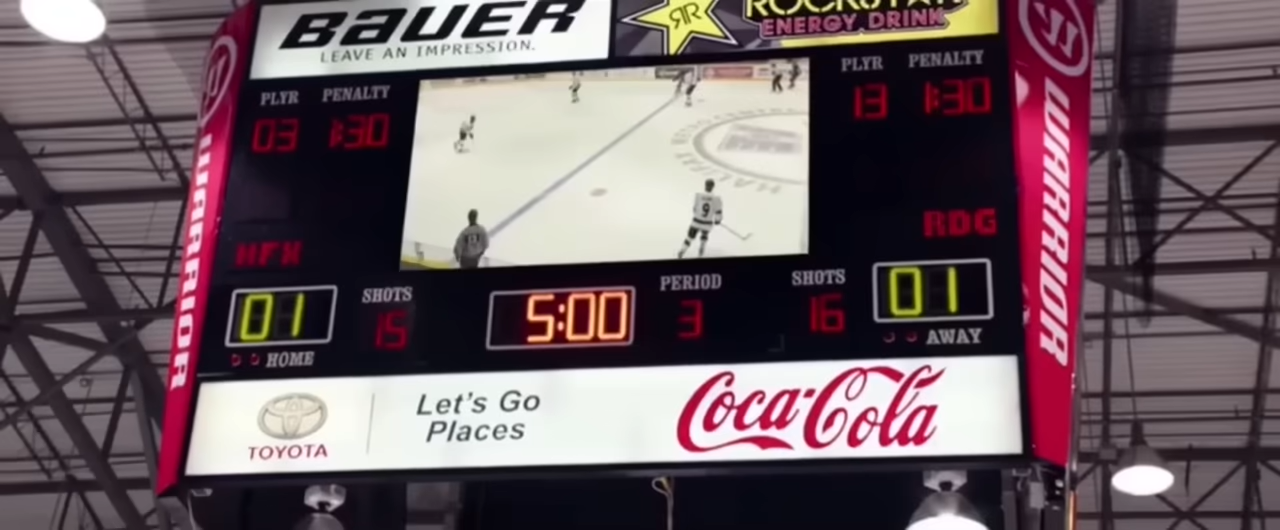 BAUER
LEAVE AN IMPRESSION.
ROCKSTAR
ENERGY DRINK
PLYR PENALTY
03 1:30
PLYR PENALTY
13 1:30
WARRIOR
WARRIOR
9
HFX
RDG
01
SHOTS
15
5:00
PERIOD
3
SHOTS
16
01
HOME
AWAY
TOYOTA
Let's Go
Places
Coca-Cola